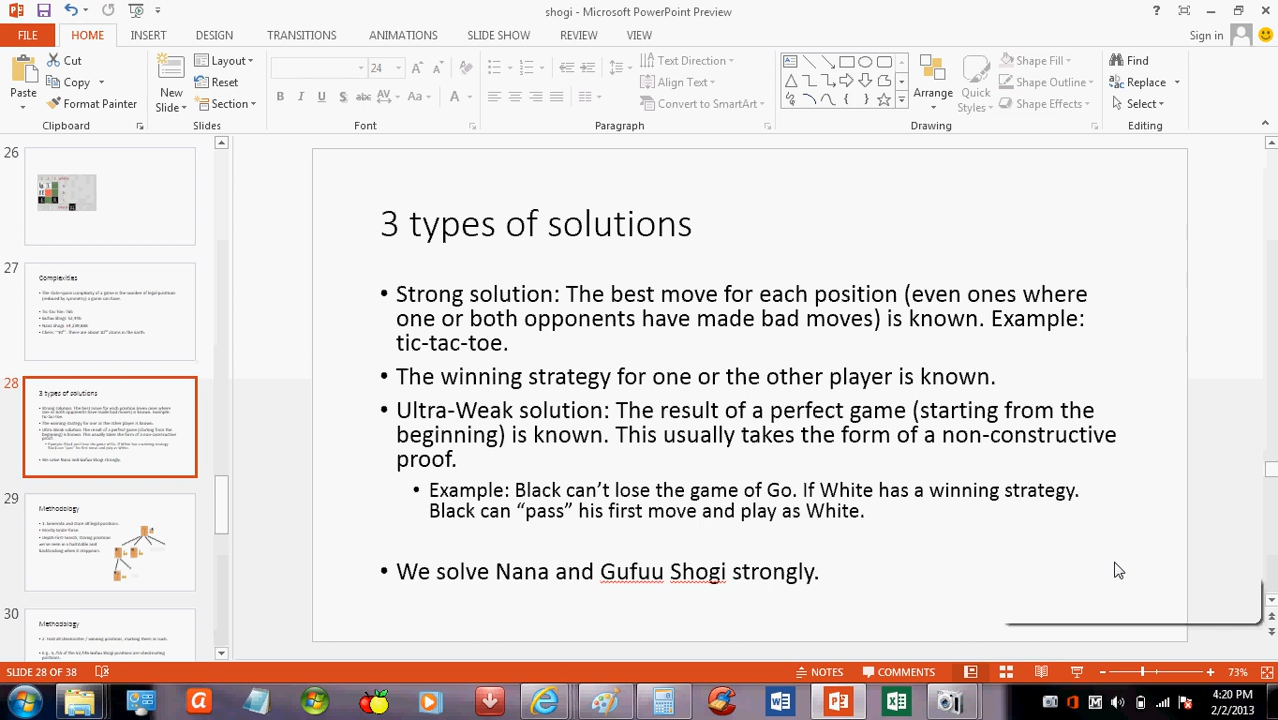 shogi - Microsoft PowerPoint Preview
FILE
HOME
INSERT
DESIGN
TRANSITIONS
ANIMATIONS
SLIDE SHOW
REVIEW
VIEW
Sign in
Paste
Cut
Copy
Format Painter
Clipboard
New Slide
Layout
Reset
Section
Slides
24
Font
Text Direction
Align Text
Convert to SmartArt
Paragraph
Arrange
Quick Styles
Shape Fill
Shape Outline
Shape Effects
Drawing
Find
Replace
Select
Editing
26
27
Complexities
28
3 types of solutions
29
Methodology
30
Methodology
3 types of solutions
• Strong solution: The best move for each position (even ones where
one or both opponents have made bad moves) is known. Example:
tic-tac-toe.
• The winning strategy for one or the other player is known.
• Ultra-Weak solution: The result of a perfect game (starting from the
beginning) is known. This usually takes the form of a non-constructive
proof.
• Example: Black can’t lose the game of Go. If White has a winning strategy.
Black can “pass” his first move and play as White.
• We solve Nana and Gufuu Shogi strongly.
SLIDE 28 OF 38
NOTES
COMMENTS
73%
4:20 PM
2/2/2013